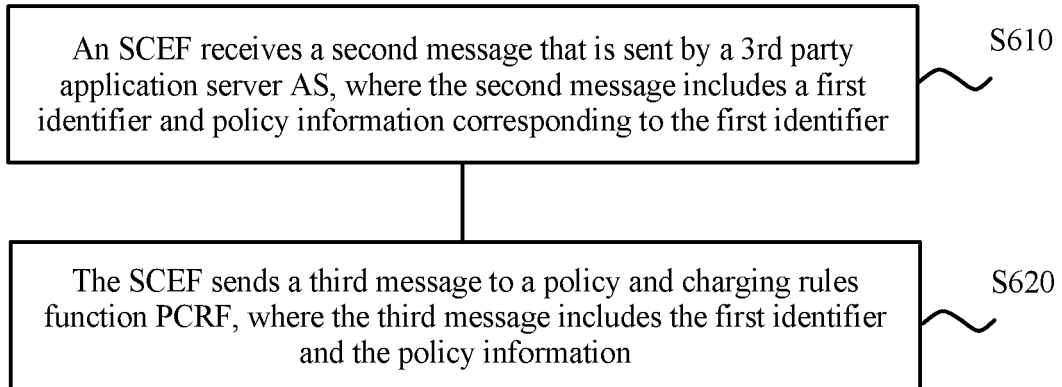 An SCEF receives a second message that is sent by a 3rd party
application server AS, where the second message includes a first
identifier and policy information corresponding to the first identifier
S610
The SCEF sends a third message to a policy and charging rules
function PCRF, where the third message includes the first identifier
and the policy information
S620